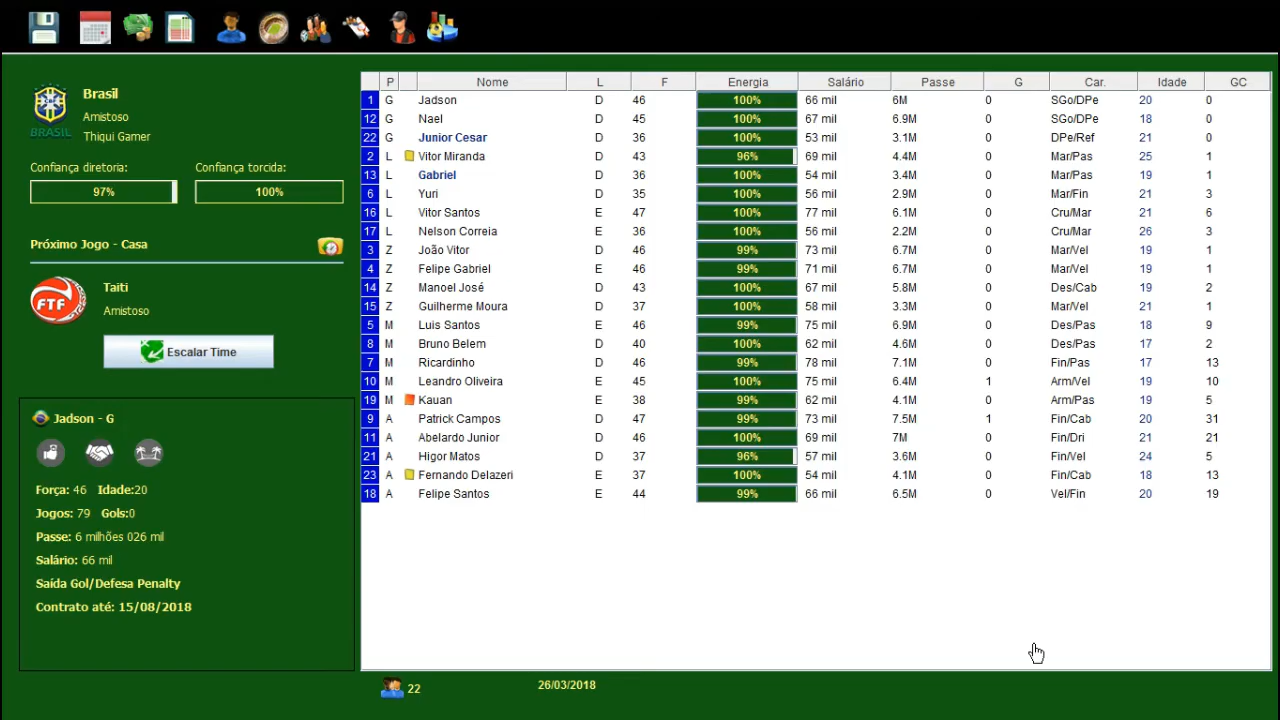 CBF
BRASIL
Brasil
Amistoso
Thiqui Gamer
Confiança diretoria: Confiança torcida:
97% 100%
Próximo Jogo - Casa
FTF
Taiti
Amistoso
Escalar Time
Jadson - G
Força: 46 Idade:20
Jogos: 79 Gols:0
Passe: 6 milhões 026 mil
Salário: 66 mil
Saída Gol/Defesa Penalty
Contrato até: 15/08/2018
P Nome L F Energia Salário Passe G Car. Idade GC
1 G Jadson D 46 100% 66 mil 6M 0 SGo/DPe 20 0
12 G Nael D 45 100% 67 mil 6.9M 0 SGo/DPe 18 0
22 G Junior Cesar D 36 100% 53 mil 3.1M 0 DPe/Ref 21 0
2 L Vitor Miranda D 43 96% 69 mil 4.4M 0 Mar/Pas 25 1
13 L Gabriel D 36 100% 54 mil 3.4M 0 Mar/Pas 19 1
6 L Yuri D 35 100% 56 mil 2.9M 0 Mar/Fin 21 3
16 L Vitor Santos E 47 100% 77 mil 6.1M 0 Cru/Mar 21 6
17 L Nelson Correia E 36 100% 56 mil 2.2M 0 Cru/Mar 26 3
3 Z João Vitor D 46 99% 73 mil 6.7M 0 Mar/Vel 19 1
4 Z Felipe Gabriel E 46 99% 71 mil 6.7M 0 Mar/Vel 19 1
14 Z Manoel José D 43 100% 67 mil 5.8M 0 Des/Cab 19 2
15 Z Guilherme Moura D 37 100% 58 mil 3.3M 0 Mar/Vel 21 1
5 M Luis Santos E 46 99% 75 mil 6.9M 0 Des/Pas 18 9
8 M Bruno Belem D 40 100% 62 mil 4.6M 0 Des/Pas 17 2
7 M Ricardinho D 46 99% 78 mil 7.1M 0 Fin/Pas 17 13
10 M Leandro Oliveira E 45 100% 75 mil 6.4M 1 Arm/Vel 19 10
19 M Kauan E 38 99% 62 mil 4.1M 0 Arm/Pas 19 5
9 A Patrick Campos D 47 99% 73 mil 7.5M 1 Fin/Cab 20 31
11 A Abelardo Junior D 46 100% 69 mil 7M 0 Fin/Dri 21 21
21 A Higor Matos D 37 96% 57 mil 3.6M 0 Fin/Vel 24 5
23 A Fernando Delazeri E 37 100% 54 mil 4.1M 0 Fin/Cab 18 13
18 A Felipe Santos E 44 99% 66 mil 6.5M 0 Vel/Fin 20 19
22 26/03/2018